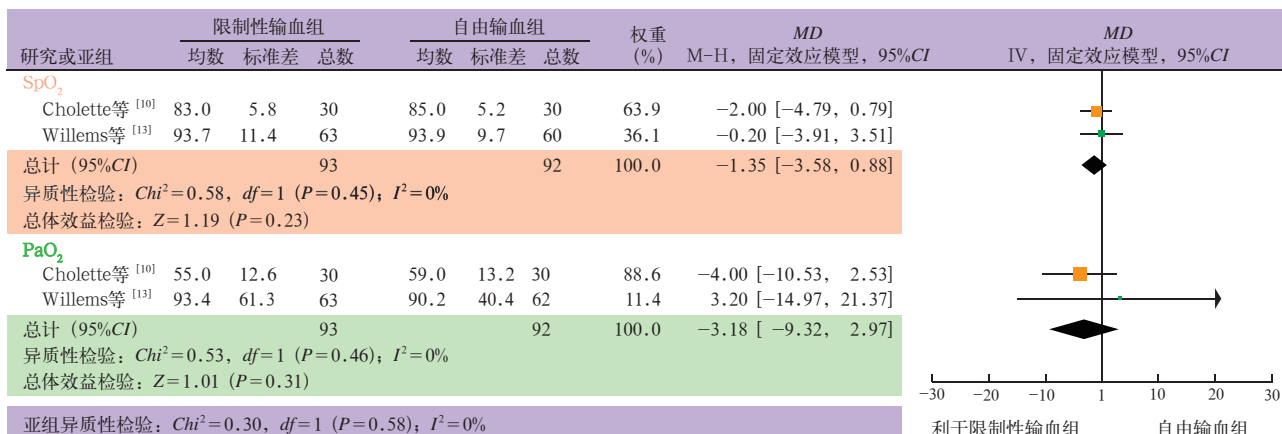 限制性输血组 自由输血组 权重 MD MD
研究或亚组 均数 标准差 总数 均数 标准差 总数 (%) M-H，固定效应模型，95%CI IV，固定效应模型，95%CI
SpO₂
Cholette等 [10] 83.0 5.8 30 85.0 5.2 30 63.9 −2.00 [−4.79, 0.79]
Willems等 [13] 93.7 11.4 63 93.9 9.7 60 36.1 −0.20 [−3.91, 3.51]
总计（95%CI） 93 92 100.0 −1.35 [−3.58, 0.88]
异质性检验：Chi²=0.58，df=1 (P=0.45)；I²=0%
总体效益检验：Z=1.19 (P=0.23)
PaO₂
Cholette等 [10] 55.0 12.6 30 59.0 13.2 30 88.6 −4.00 [−10.53, 2.53]
Willems等 [13] 93.4 61.3 63 90.2 40.4 62 11.4 3.20 [−14.97, 21.37]
总计（95%CI） 93 92 100.0 −3.18 [ −9.32, 2.97]
异质性检验：Chi²=0.53，df=1 (P=0.46)；I²=0%
总体效益检验：Z=1.01 (P=0.31)
−30 −20 −10 1 10 20 30
亚组异质性检验：Chi²=0.30，df=1 (P=0.58)；I²=0%
利于限制性输血组 自由输血组